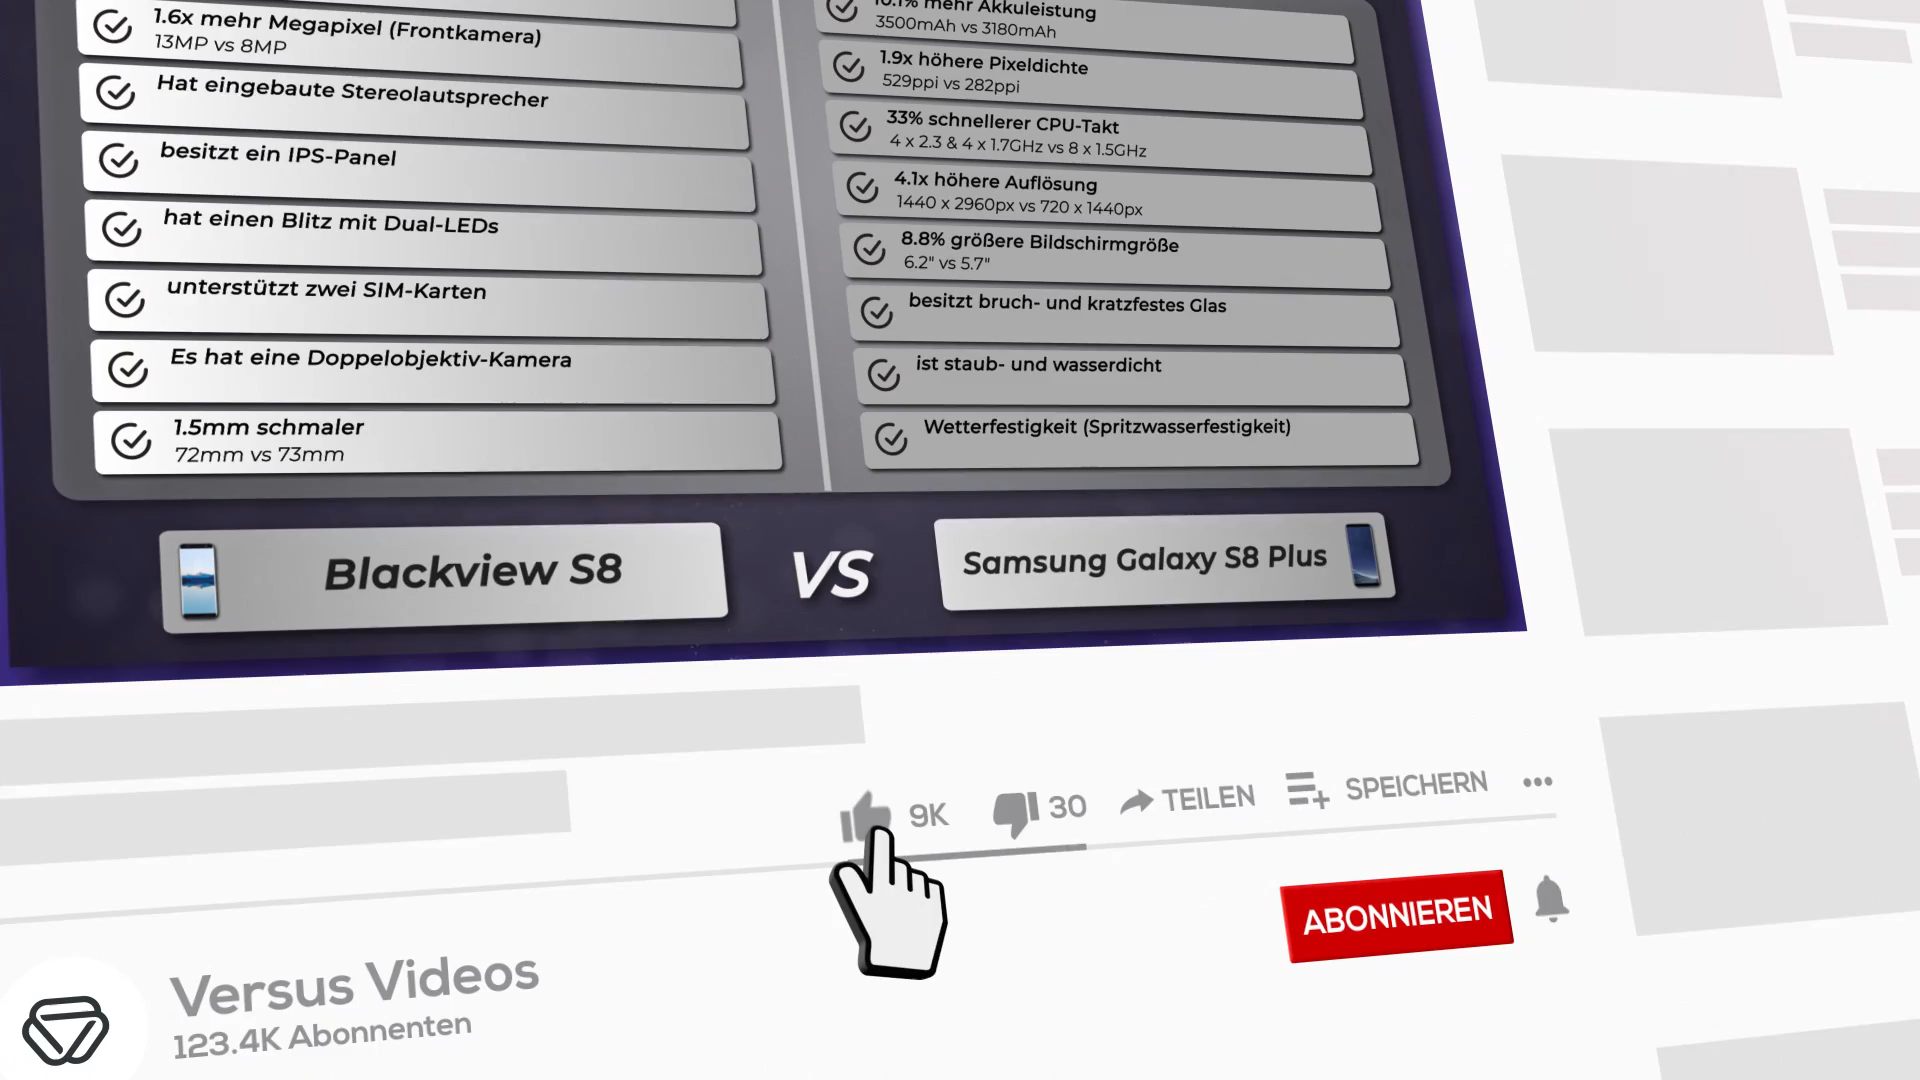 1.6x mehr Megapixel (Frontkamera)
13MP vs 8MP
Hat eingebaute Stereolautsprecher
besitzt ein IPS-Panel
hat einen Blitz mit Dual-LEDs
unterstützt zwei SIM-Karten
Es hat eine Doppelobjektiv-Kamera
1.5mm schmaler
72mm vs 73mm
10.1% mehr Akkuleistung
3500mAh vs 3180mAh
1.9x höhere Pixeldichte
529ppi vs 282ppi
33% schnellerer CPU-Takt
4 x 2.3 & 4 x 1.7GHz vs 8 x 1.5GHz
4.1x höhere Auflösung
1440 x 2960px vs 720 x 1440px
8.8% größere Bildschirmgröße
6.2" vs 5.7"
besitzt bruch- und kratzfestes Glas
ist staub- und wasserdicht
Wetterfestigkeit (Spritzwasserfestigkeit)
Blackview S8
VS
Samsung Galaxy S8 Plus
9K
30
TEILEN
SPEICHERN
ABONNIEREN
Versus Videos
123.4K Abonnenten